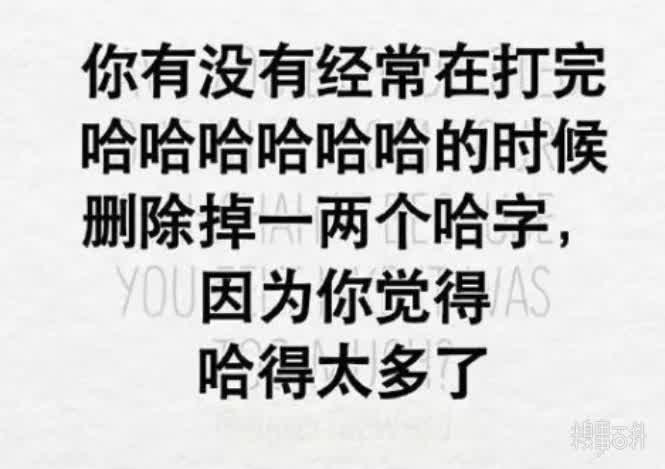 你有没有经常在打完
哈哈哈哈哈哈的时候
删除掉一两个哈字，
因为你觉得
哈得太多了